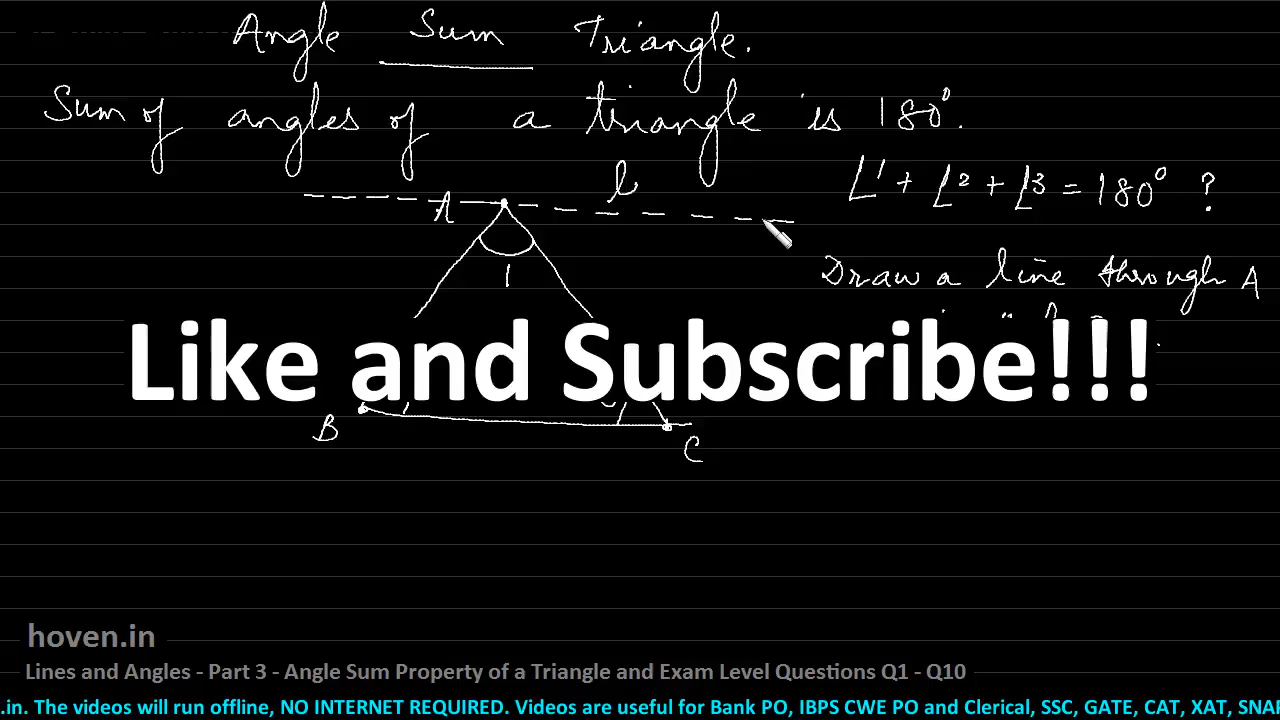 Angle Sum Triangle.
Sum of angles of a triangle is 180°.
l
∠1 + ∠2 + ∠3 = 180° ?
A
1
Draw a line through A
Like and Subscribe!!!
B
C
hoven.in
Lines and Angles - Part 3 - Angle Sum Property of a Triangle and Exam Level Questions Q1 - Q10
.in. The videos will run offline, NO INTERNET REQUIRED. Videos are useful for Bank PO, IBPS CWE PO and Clerical, SSC, GATE, CAT, XAT, SNA